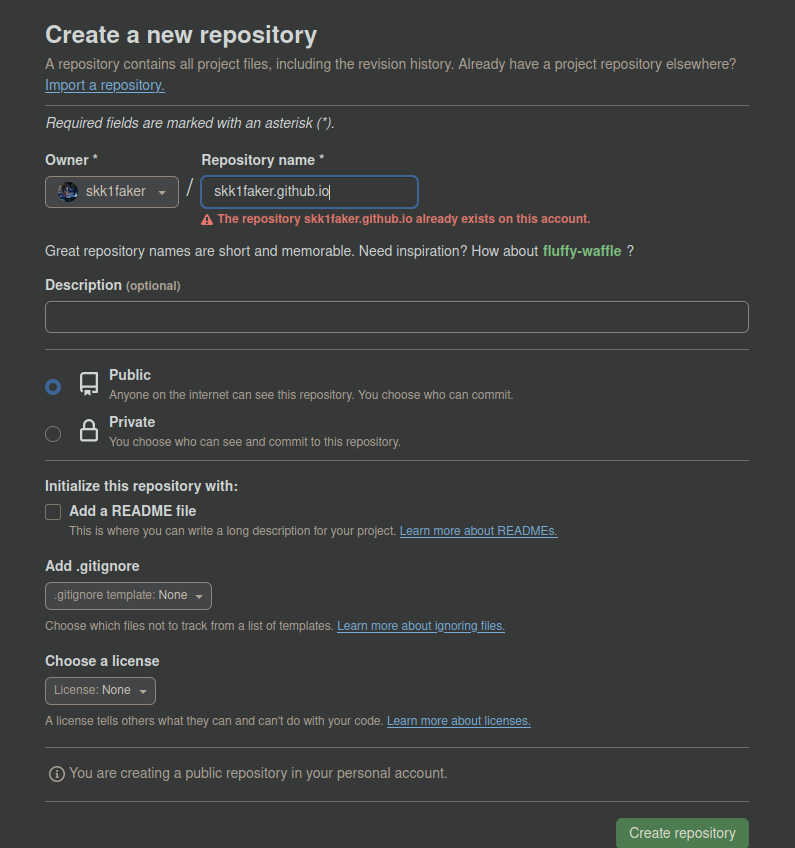 Create a new repository
A repository contains all project files, including the revision history. Already have a project repository elsewhere?
Import a repository.
Required fields are marked with an asterisk (*).
Owner *
Repository name *
skk1faker
/
skk1faker.github.io
The repository skk1faker.github.io already exists on this account.
Great repository names are short and memorable. Need inspiration? How about fluffy-waffle ?
Description (optional)
Public
Anyone on the internet can see this repository. You choose who can commit.
Private
You choose who can see and commit to this repository.
Initialize this repository with:
Add a README file
This is where you can write a long description for your project. Learn more about READMEs.
Add .gitignore
.gitignore template: None
Choose which files not to track from a list of templates. Learn more about ignoring files.
Choose a license
License: None
A license tells others what they can and can't do with your code. Learn more about licenses.
You are creating a public repository in your personal account.
Create repository